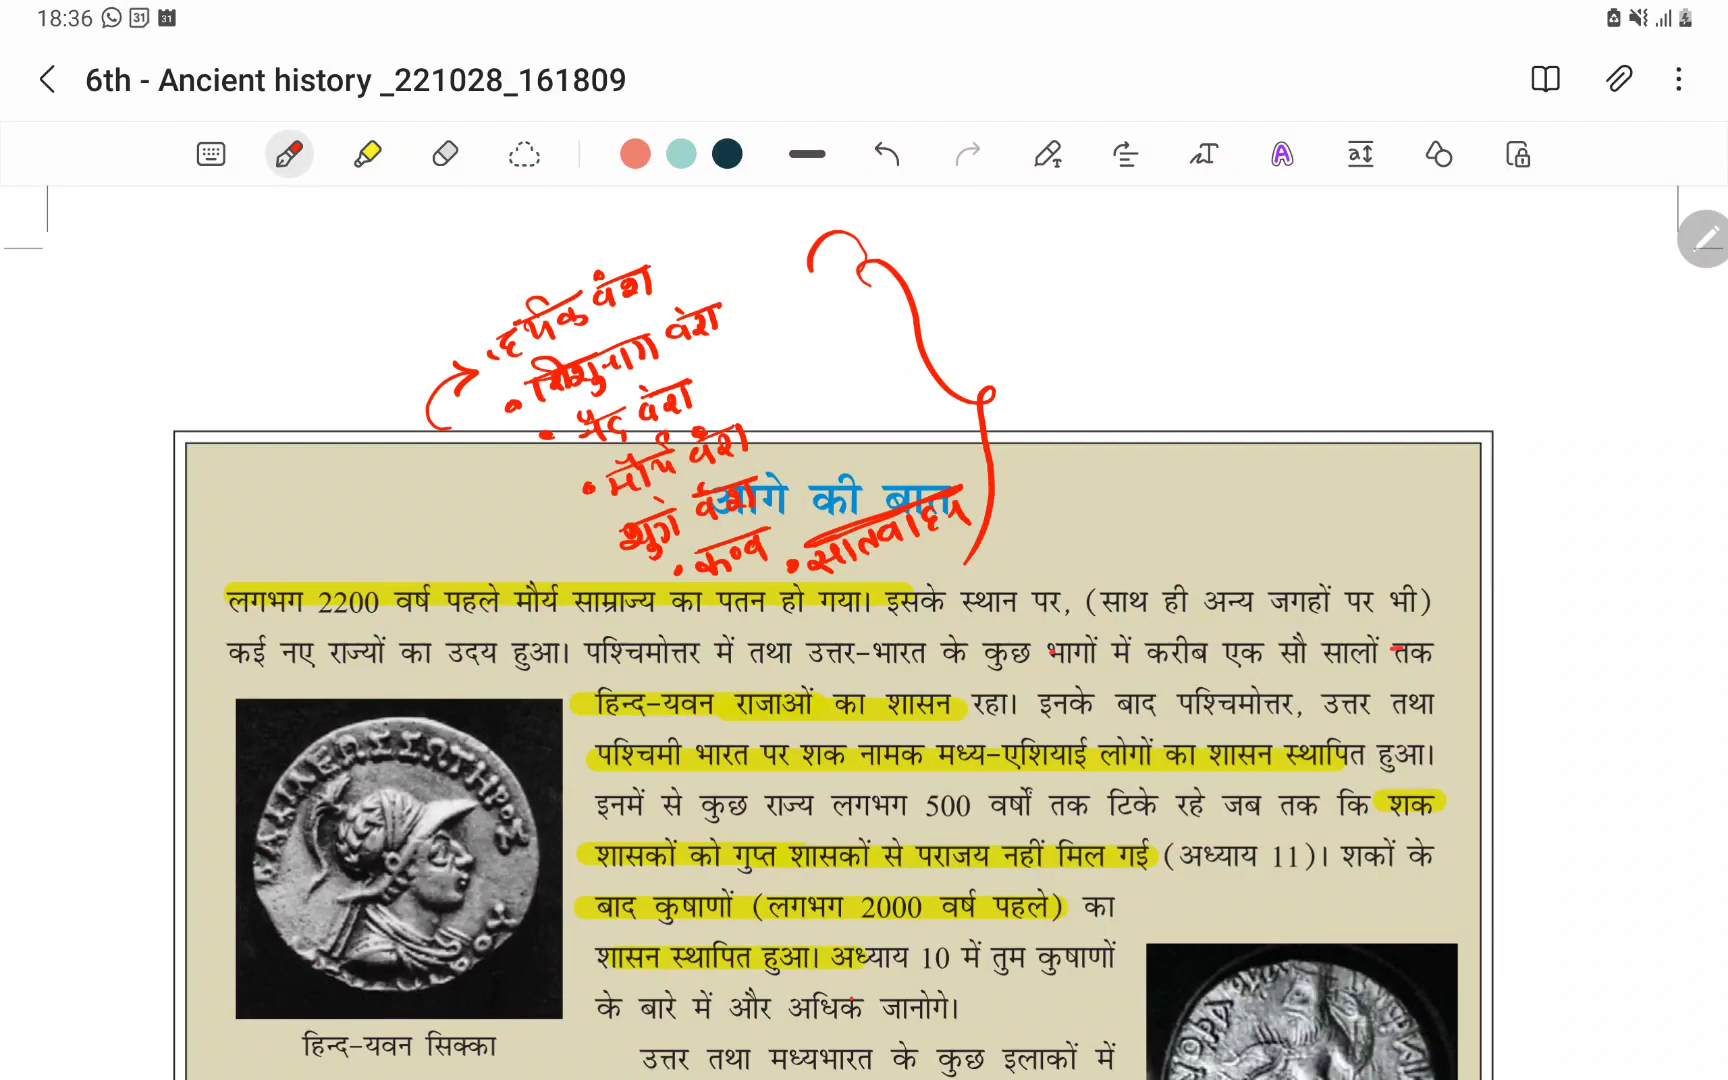 18:36
6th - Ancient history _221028_161809
हर्यक वंश
शिशुनाग वंश
नंद वंश
मौर्य वंश
शुंग वंश
कण्व • सातवाहन
आगे की बात
लगभग 2200 वर्ष पहले मौर्य साम्राज्य का पतन हो गया। इसके स्थान पर, (साथ ही अन्य जगहों पर भी)
कई नए राज्यों का उदय हुआ। पश्चिमोत्तर में तथा उत्तर-भारत के कुछ भागों में करीब एक सौ सालों तक
हिन्द-यवन राजाओं का शासन रहा। इनके बाद पश्चिमोत्तर, उत्तर तथा
पश्चिमी भारत पर शक नामक मध्य-एशियाई लोगों का शासन स्थापित हुआ।
इनमें से कुछ राज्य लगभग 500 वर्षों तक टिके रहे जब तक कि शक
शासकों को गुप्त शासकों से पराजय नहीं मिल गई (अध्याय 11)। शकों के
बाद कुषाणों (लगभग 2000 वर्ष पहले) का
शासन स्थापित हुआ। अध्याय 10 में तुम कुषाणों
के बारे में और अधिक जानोगे।
हिन्द-यवन सिक्का
उत्तर तथा मध्यभारत के कुछ इलाकों में